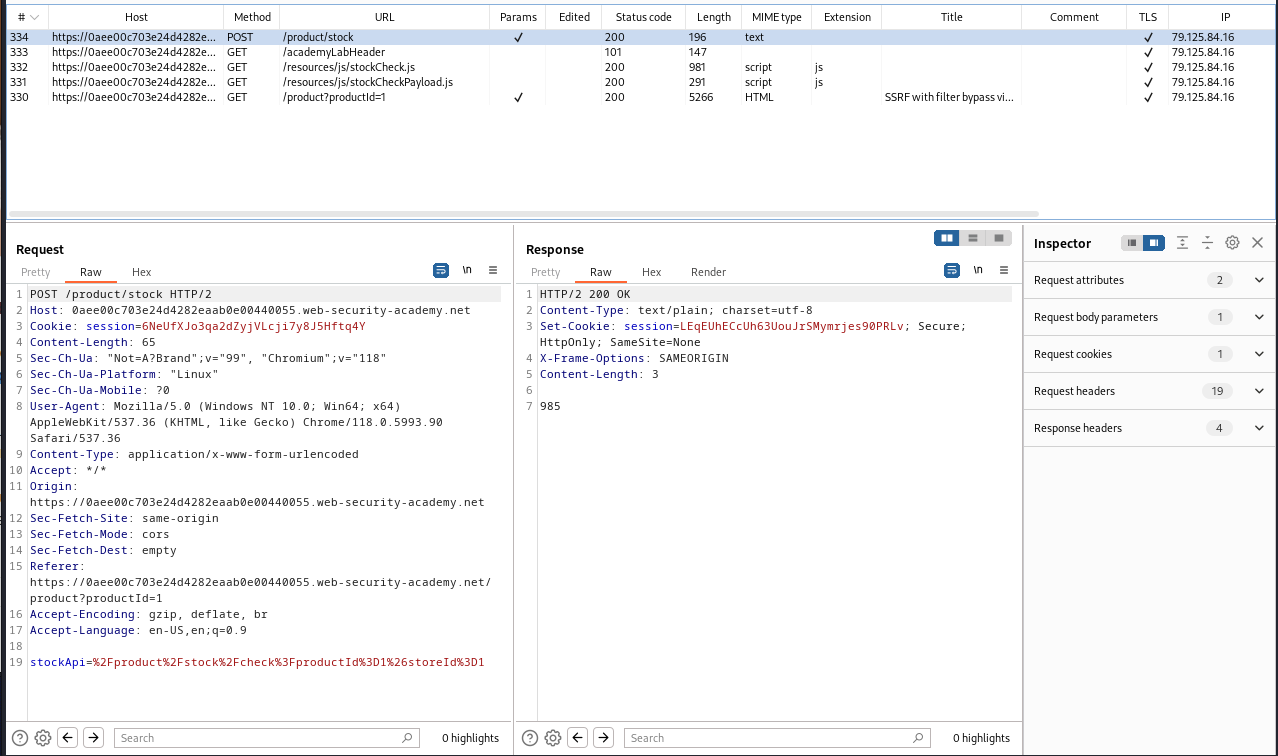 # Host Method URL Params Edited Status code Length MIME type Extension Title Comment TLS IP
334 https://0aee00c703e24d4282e... POST /product/stock ✓ 200 196 text ✓ 79.125.84.16
333 https://0aee00c703e24d4282e... GET /academyLabHeader 101 147 ✓ 79.125.84.16
332 https://0aee00c703e24d4282e... GET /resources/js/stockCheck.js 200 981 script js ✓ 79.125.84.16
331 https://0aee00c703e24d4282e... GET /resources/js/stockCheckPayload.js 200 291 script js ✓ 79.125.84.16
330 https://0aee00c703e24d4282e... GET /product?productId=1 ✓ 200 5266 HTML SSRF with filter bypass vi... ✓ 79.125.84.16
Request
Pretty Raw Hex
\n
1 POST /product/stock HTTP/2
2 Host: 0aee00c703e24d4282eaab0e00440055.web-security-academy.net
3 Cookie: session=6NeUfXJo3qa2dZyjVLcji7y8J5Hftq4Y
4 Content-Length: 65
5 Sec-Ch-Ua: "Not=A?Brand";v="99", "Chromium";v="118"
6 Sec-Ch-Ua-Platform: "Linux"
7 Sec-Ch-Ua-Mobile: ?0
8 User-Agent: Mozilla/5.0 (Windows NT 10.0; Win64; x64)
AppleWebKit/537.36 (KHTML, like Gecko) Chrome/118.0.5993.90
Safari/537.36
9 Content-Type: application/x-www-form-urlencoded
10 Accept: */*
11 Origin:
https://0aee00c703e24d4282eaab0e00440055.web-security-academy.net
12 Sec-Fetch-Site: same-origin
13 Sec-Fetch-Mode: cors
14 Sec-Fetch-Dest: empty
15 Referer:
https://0aee00c703e24d4282eaab0e00440055.web-security-academy.net/
product?productId=1
16 Accept-Encoding: gzip, deflate, br
17 Accept-Language: en-US,en;q=0.9
18
19 stockApi=%2Fproduct%2Fstock%2Fcheck%3FproductId%3D1%26storeId%3D1
Search
0 highlights
Response
Pretty Raw Hex Render
\n
1 HTTP/2 200 OK
2 Content-Type: text/plain; charset=utf-8
3 Set-Cookie: session=LEqEUhECcUh63UouJrSMymrjes90PRLv; Secure;
HttpOnly; SameSite=None
4 X-Frame-Options: SAMEORIGIN
5 Content-Length: 3
6
7 985
Search
0 highlights
Inspector
Request attributes 2
Request body parameters 1
Request cookies 1
Request headers 19
Response headers 4